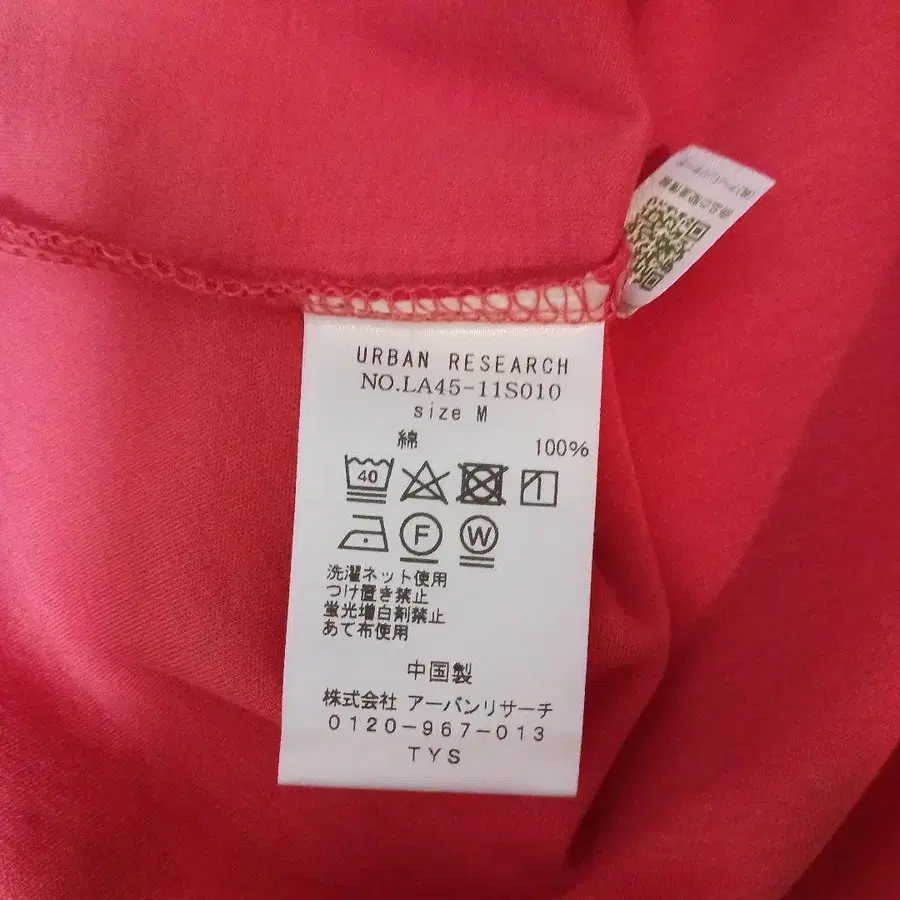 URBAN RESEARCH
NO.LA45-11S010
size M
綿 100%
40
F W
洗濯ネット使用
つけ置き禁止
蛍光増白剤禁止
あて布使用
中国製
株式会社 アーバンリサーチ
0120-967-013
TYS